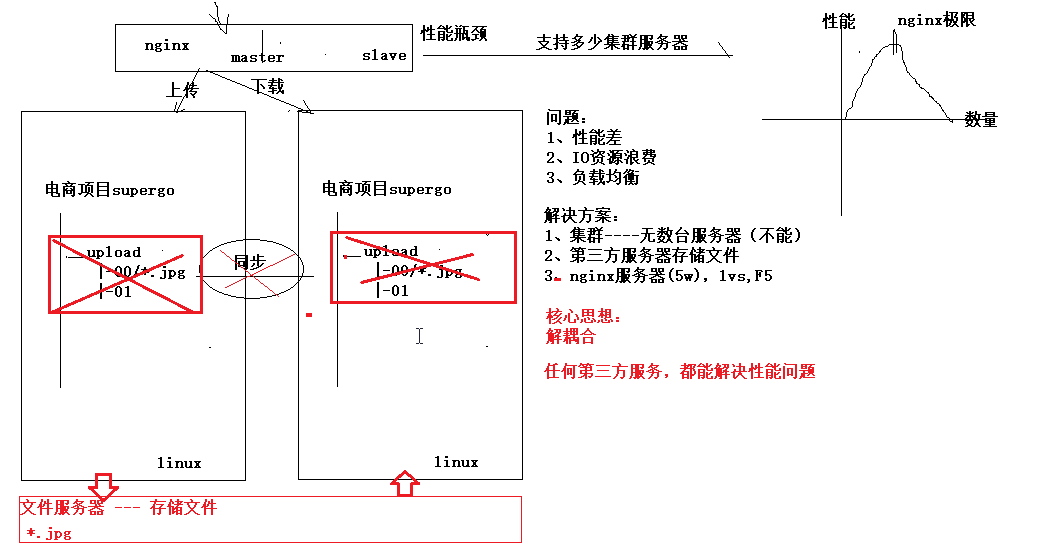 nginx
master
slave
性能瓶颈
支持多少集群服务器
性能
nginx极限
数量
上传
下载
电商项目supergo
upload
|-00/*.jpg
|-01
linux
同步
电商项目supergo
upload
|-00/*.jpg
|-01
linux
问题：
1、性能差
2、IO资源浪费
3、负载均衡
解决方案：
1、集群----无数台服务器（不能）
2、第三方服务器存储文件
3、nginx服务器(5w)，lvs,F5
核心思想：
解耦合
任何第三方服务，都能解决性能问题
文件服务器 --- 存储文件
*.jpg